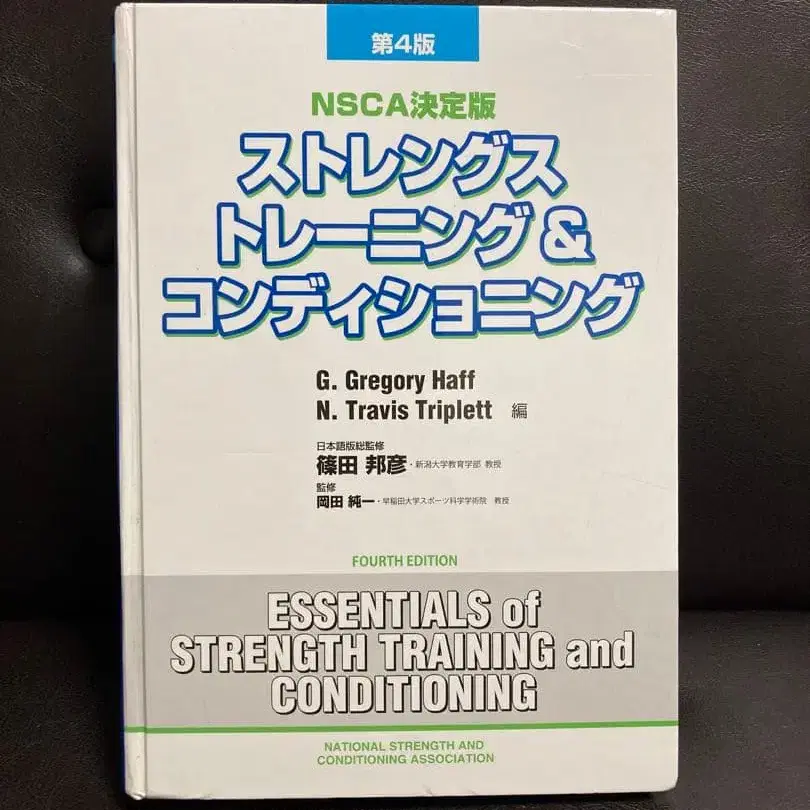 第4版
NSCA決定版
ストレングス
トレーニング&
コンディショニング
G. Gregory Haff
N. Travis Triplett 編
日本語版総監修
篠田 邦彦・新潟大学教育学部 教授
監修
岡田 純一・早稲田大学スポーツ科学学術院 教授
FOURTH EDITION
ESSENTIALS of
STRENGTH TRAINING and
CONDITIONING
NATIONAL STRENGTH AND
CONDITIONING ASSOCIATION